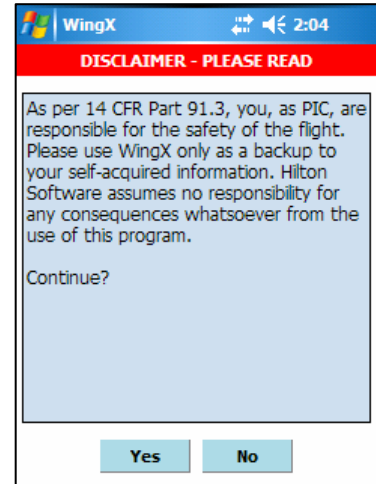 WingX 2:04
DISCLAIMER - PLEASE READ
As per 14 CFR Part 91.3, you, as PIC, are
responsible for the safety of the flight.
Please use WingX only as a backup to
your self-acquired information. Hilton
Software assumes no responsibility for
any consequences whatsoever from the
use of this program.
Continue?
Yes No